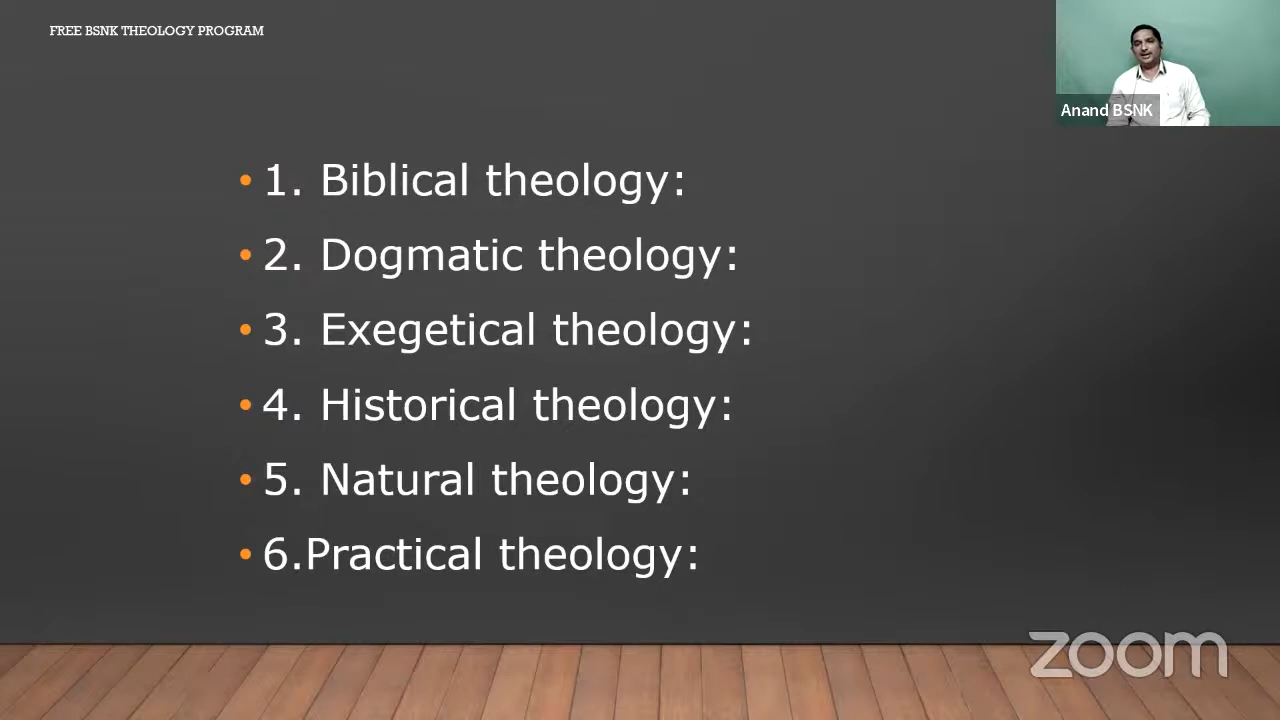 FREE BSNK THEOLOGY PROGRAM
Anand BSNK
• 1. Biblical theology:
• 2. Dogmatic theology:
• 3. Exegetical theology:
• 4. Historical theology:
• 5. Natural theology:
• 6.Practical theology:
zoom